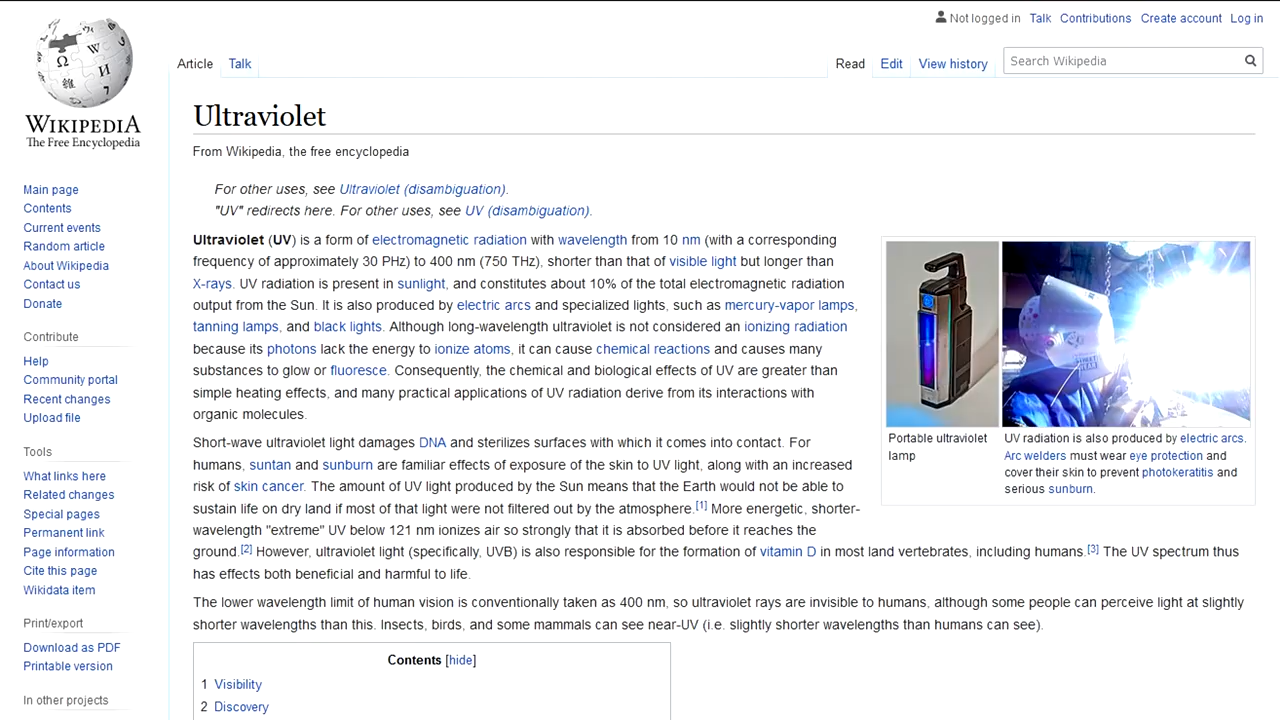 Not logged in Talk Contributions Create account Log in
Article Talk Read Edit View history Search Wikipedia
WIKIPEDIA
The Free Encyclopedia
Main page
Contents
Current events
Random article
About Wikipedia
Contact us
Donate
Contribute
Help
Community portal
Recent changes
Upload file
Tools
What links here
Related changes
Special pages
Permanent link
Page information
Cite this page
Wikidata item
Print/export
Download as PDF
Printable version
In other projects
Ultraviolet
From Wikipedia, the free encyclopedia
For other uses, see Ultraviolet (disambiguation).
"UV" redirects here. For other uses, see UV (disambiguation).
Ultraviolet (UV) is a form of electromagnetic radiation with wavelength from 10 nm (with a corresponding
frequency of approximately 30 PHz) to 400 nm (750 THz), shorter than that of visible light but longer than
X-rays. UV radiation is present in sunlight, and constitutes about 10% of the total electromagnetic radiation
output from the Sun. It is also produced by electric arcs and specialized lights, such as mercury-vapor lamps,
tanning lamps, and black lights. Although long-wavelength ultraviolet is not considered an ionizing radiation
because its photons lack the energy to ionize atoms, it can cause chemical reactions and causes many
substances to glow or fluoresce. Consequently, the chemical and biological effects of UV are greater than
simple heating effects, and many practical applications of UV radiation derive from its interactions with
organic molecules.
Short-wave ultraviolet light damages DNA and sterilizes surfaces with which it comes into contact. For
humans, suntan and sunburn are familiar effects of exposure of the skin to UV light, along with an increased
risk of skin cancer. The amount of UV light produced by the Sun means that the Earth would not be able to
sustain life on dry land if most of that light were not filtered out by the atmosphere.[1] More energetic, shorter-
wavelength "extreme" UV below 121 nm ionizes air so strongly that it is absorbed before it reaches the
ground.[2] However, ultraviolet light (specifically, UVB) is also responsible for the formation of vitamin D in most land vertebrates, including humans.[3] The UV spectrum thus
has effects both beneficial and harmful to life.
The lower wavelength limit of human vision is conventionally taken as 400 nm, so ultraviolet rays are invisible to humans, although some people can perceive light at slightly
shorter wavelengths than this. Insects, birds, and some mammals can see near-UV (i.e. slightly shorter wavelengths than humans can see).
Portable ultraviolet
lamp
UV radiation is also produced by electric arcs.
Arc welders must wear eye protection and
cover their skin to prevent photokeratitis and
serious sunburn.
Contents [hide]
1 Visibility
2 Discovery